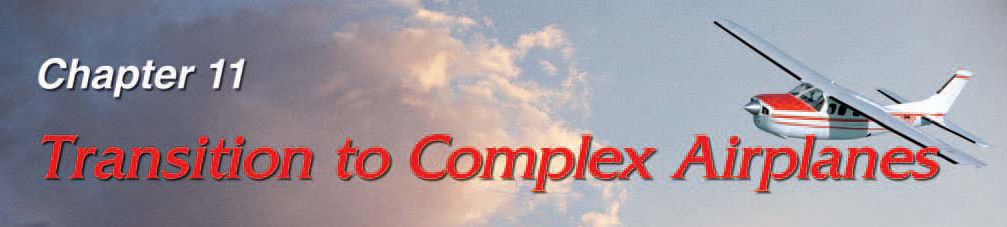 Chapter 11
Transition to Complex Airplanes